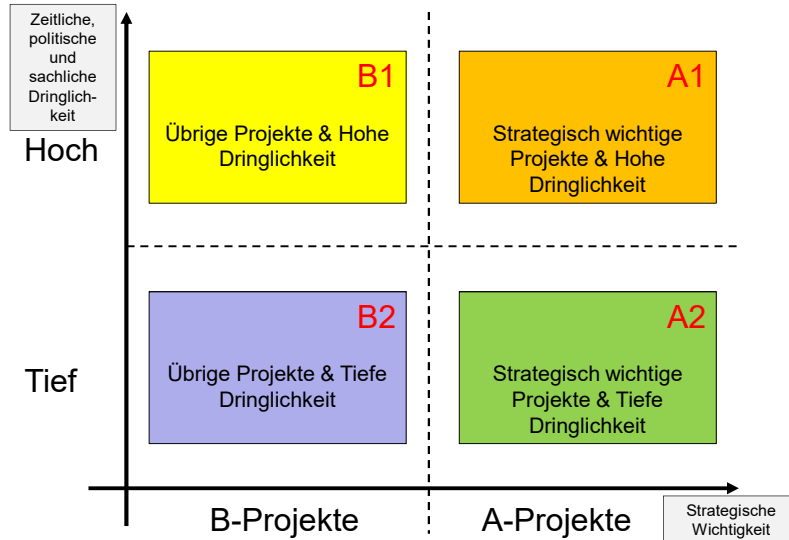 Zeitliche,
politische
und
sachliche
Dringlich-
keit
Hoch
B1
Übrige Projekte & Hohe
Dringlichkeit
A1
Strategisch wichtige
Projekte & Hohe
Dringlichkeit
Tief
B2
Übrige Projekte & Tiefe
Dringlichkeit
A2
Strategisch wichtige
Projekte & Tiefe
Dringlichkeit
B-Projekte
A-Projekte
Strategische
Wichtigkeit